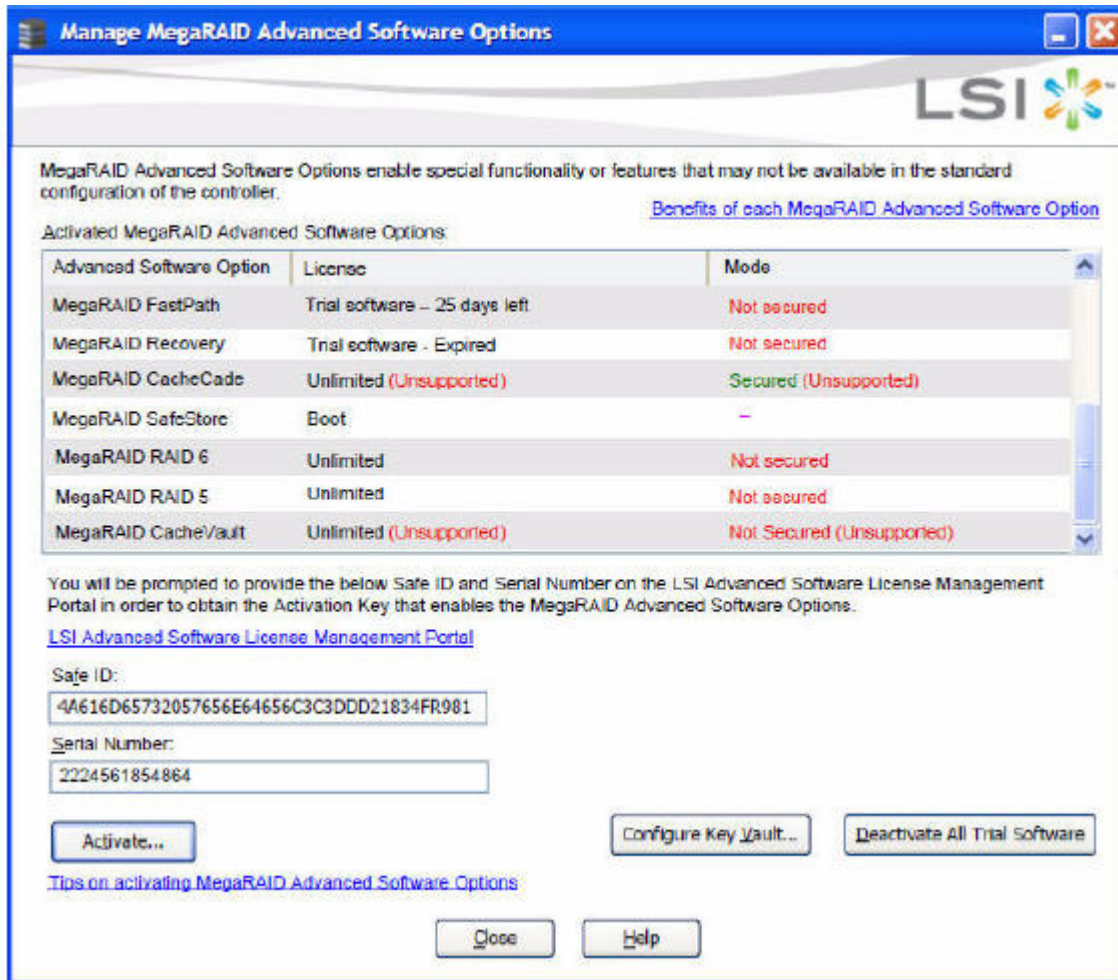 Manage MegaRAID Advanced Software Options
LSI
MegaRAID Advanced Software Options enable special functionality or features that may not be available in the standard
configuration of the controller.
Benefits of each MegaRAID Advanced Software Option
Activated MegaRAID Advanced Software Options:
Advanced Software Option License Mode
MegaRAID FastPath Trial software – 25 days left Not secured
MegaRAID Recovery Trial software - Expired Not secured
MegaRAID CacheCade Unlimited (Unsupported) Secured (Unsupported)
MegaRAID SafeStore Boot –
MegaRAID RAID 6 Unlimited Not secured
MegaRAID RAID 5 Unlimited Not secured
MegaRAID CacheVault Unlimited (Unsupported) Not Secured (Unsupported)
You will be prompted to provide the below Safe ID and Serial Number on the LSI Advanced Software License Management
Portal in order to obtain the Activation Key that enables the MegaRAID Advanced Software Options.
LSI Advanced Software License Management Portal
Safe ID:
4A616D65732057656E64656C3C3DDD21834FR981
Serial Number:
2224561854864
Activate... Configure Key Vault... Deactivate All Trial Software
Tips on activating MegaRAID Advanced Software Options
Close Help